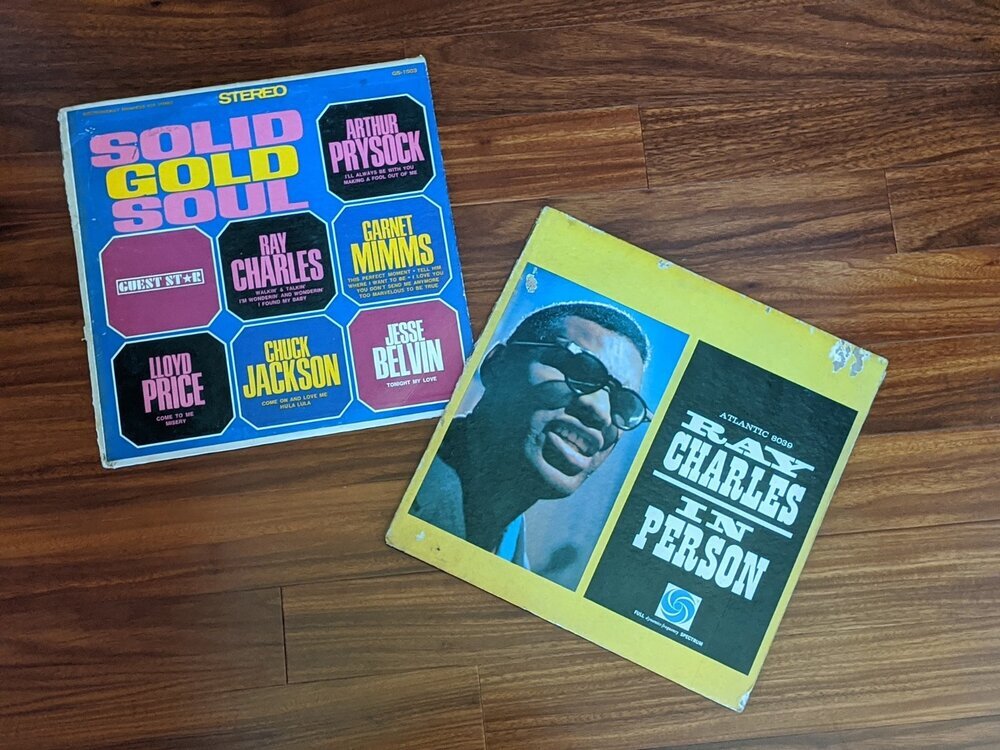 STEREO
GS-1503
SOLID
GOLD
SOUL
ARTHUR
PRYSOCK
I'LL ALWAYS BE WITH YOU
MAKING A FOOL OUT OF ME
GUEST ST★R
RAY
CHARLES
WALKIN' & TALKIN'
I'M WONDERIN' AND WONDERIN'
I FOUND MY BABY
GARNET
MIMMS
THIS PERFECT MOMENT • TELL HIM
WHERE I WANT TO BE • I LOVE YOU
YOU DON'T SEND ME ANYMORE
TOO MARVELOUS TO BE TRUE
LLOYD
PRICE
COME TO ME
MISERY
CHUCK
JACKSON
COME ON AND LOVE ME
HULA LULA
JESSE
BELVIN
TONIGHT MY LOVE
ATLANTIC 8039
RAY
CHARLES
IN
PERSON
FULL dynamics-frequency SPECTRUM